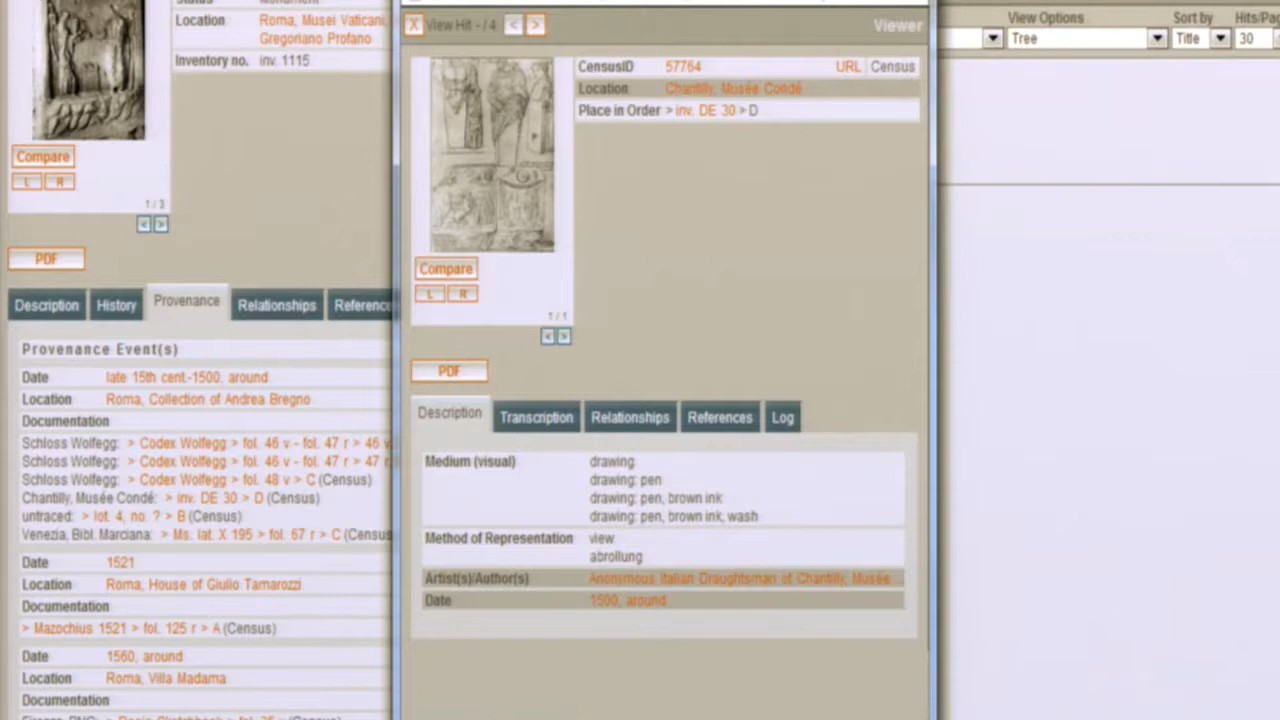 Status Monument
Location Roma, Musei Vaticani,
Gregoriano Profano
Inventory no. inv. 1115
Compare
L R
1 / 3
< >
PDF
Description History Provenance Relationships Reference
Provenance Event(s)
Date late 15th cent.-1500, around
Location Roma, Collection of Andrea Bregno
Documentation
Schloss Wolfegg: > Codex Wolfegg > fol. 46 v - fol. 47 r > 46 v
Schloss Wolfegg: > Codex Wolfegg > fol. 46 v - fol. 47 r > 47 r
Schloss Wolfegg: > Codex Wolfegg > fol. 48 v > C (Census)
Chantilly, Musée Condé: > inv. DE 30 > D (Census)
untraced: > lot. 4, no. ? > B (Census)
Venezia, Bibl. Marciana: > Ms. lat. X 195 > fol. 67 r > C (Census
Date 1521
Location Roma, House of Giulio Tamarozzi
Documentation
> Mazochius 1521 > fol. 125 r > A (Census)
Date 1560, around
Location Roma, Villa Madama
Documentation
X View Hit - / 4 < > Viewer
CensusID 57764 URL Census
Location Chantilly, Musée Condé
Place in Order > inv. DE 30 > D
Compare
L R
1 / 1
< >
PDF
Description Transcription Relationships References Log
Medium (visual) drawing
drawing: pen
drawing: pen, brown ink
drawing: pen, brown ink, wash
Method of Representation view
abrollung
Artist(s)/Author(s) Anonymous Italian Draughtsman of Chantilly, Musée ...
Date 1500, around
View Options Sort by Hits/Pa
Tree Title 30